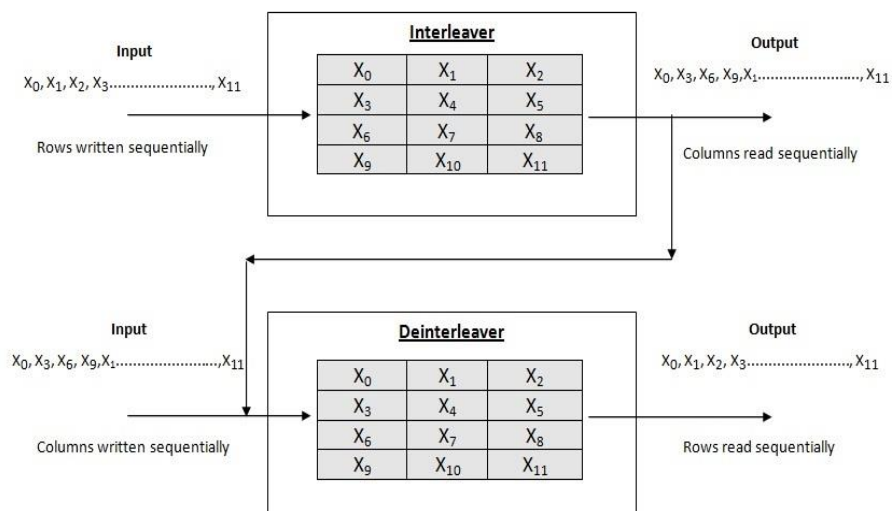 Interleaver
Input
X₀, X₁, X₂, X₃........................., X₁₁
Rows written sequentially
X₀ X₁ X₂
X₃ X₄ X₅
X₆ X₇ X₈
X₉ X₁₀ X₁₁
Output
X₀, X₃, X₆, X₉, X₁........................., X₁₁
Columns read sequentially
Deinterleaver
Input
X₀, X₃, X₆, X₉, X₁.........................., X₁₁
Columns written sequentially
X₀ X₁ X₂
X₃ X₄ X₅
X₆ X₇ X₈
X₉ X₁₀ X₁₁
Output
X₀, X₁, X₂, X₃........................., X₁₁
Rows read sequentially